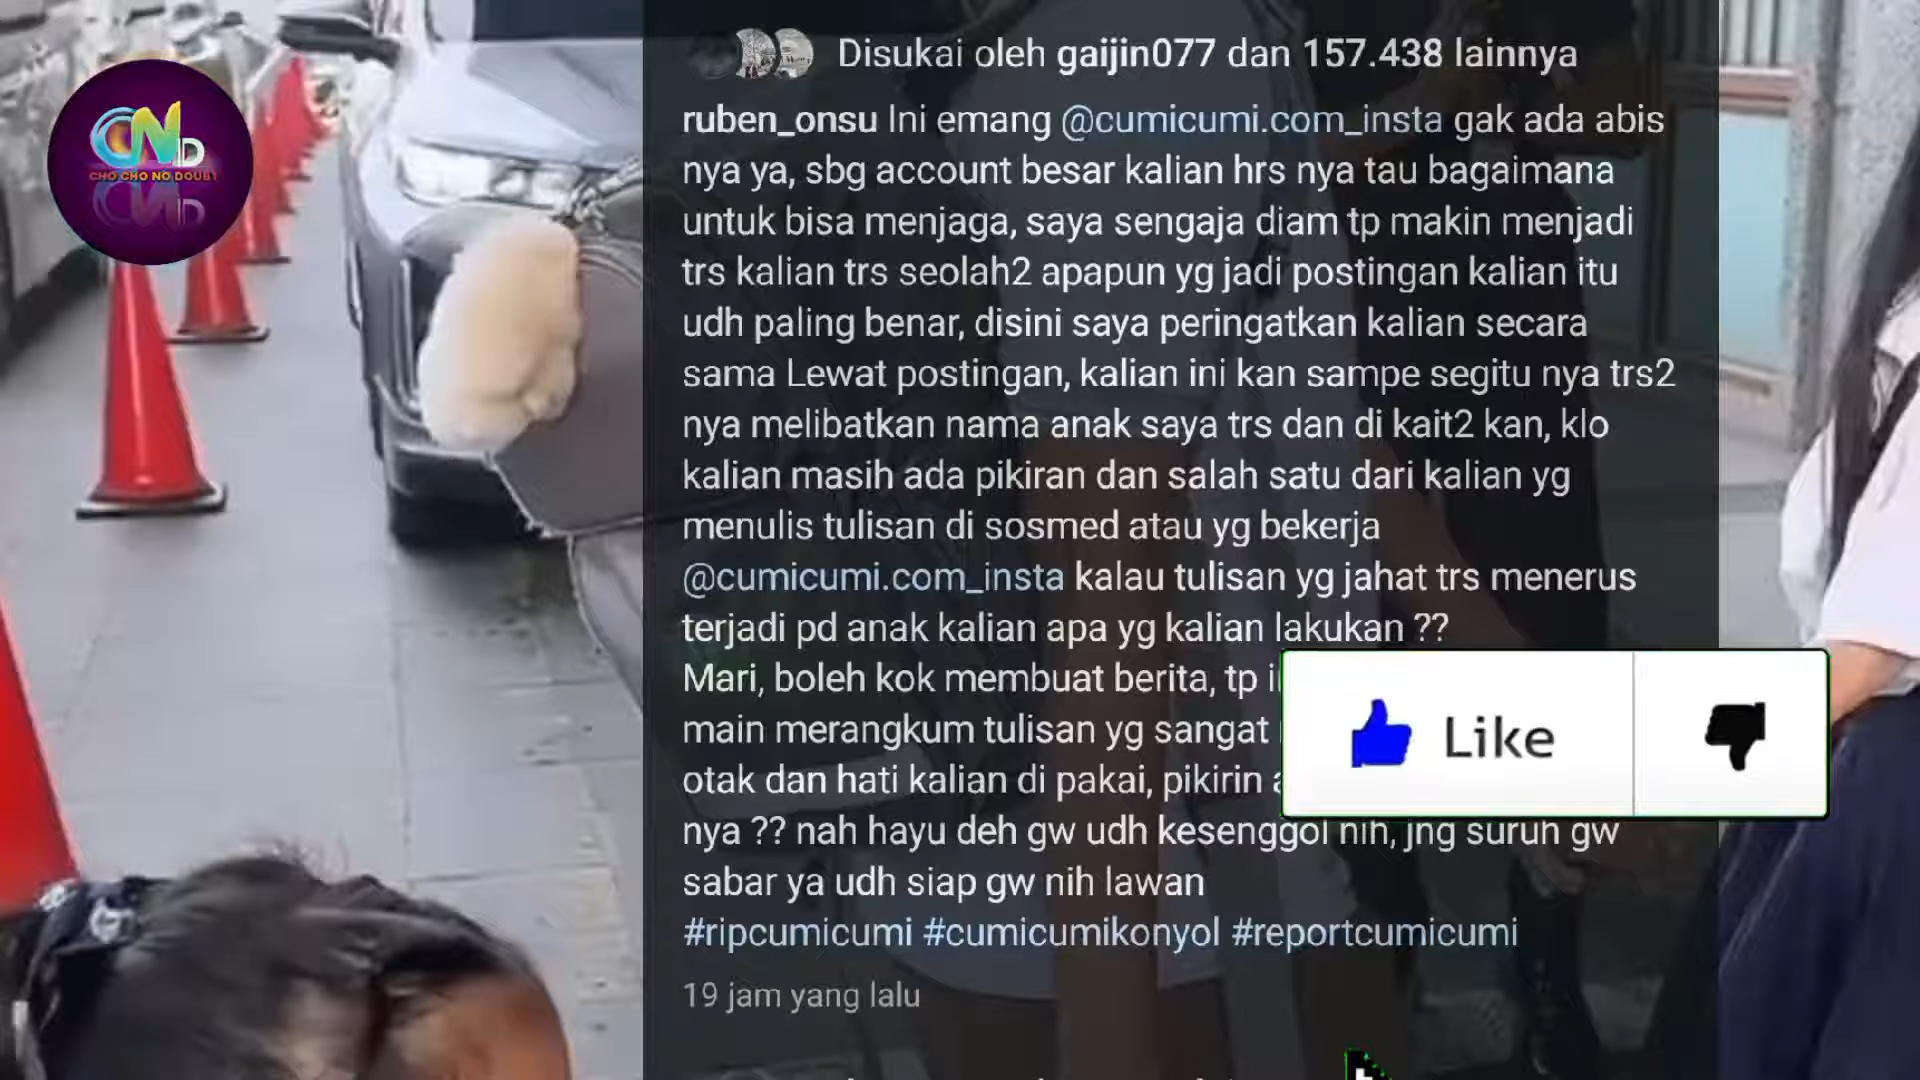 CND
CHO CHO NO DOUBT
Disukai oleh gaijin077 dan 157.438 lainnya
ruben_onsu Ini emang @cumicumi.com_insta gak ada abis
nya ya, sbg account besar kalian hrs nya tau bagaimana
untuk bisa menjaga, saya sengaja diam tp makin menjadi
trs kalian trs seolah2 apapun yg jadi postingan kalian itu
udh paling benar, disini saya peringatkan kalian secara
sama Lewat postingan, kalian ini kan sampe segitu nya trs2
nya melibatkan nama anak saya trs dan di kait2 kan, klo
kalian masih ada pikiran dan salah satu dari kalian yg
menulis tulisan di sosmed atau yg bekerja
@cumicumi.com_insta kalau tulisan yg jahat trs menerus
terjadi pd anak kalian apa yg kalian lakukan ??
Mari, boleh kok membuat berita, tp
main merangkum tulisan yg sangat
otak dan hati kalian di pakai, pikirin
nya ?? nah hayu deh gw udh kesenggol nih, jng suruh gw
sabar ya udh siap gw nih lawan
#ripcumicumi #cumicumikonyol #reportcumicumi
19 jam yang lalu
Like